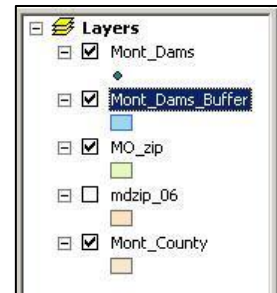 Layers
Mont_Dams
Mont_Dams_Buffer
MO_zip
mdzip_06
Mont_County